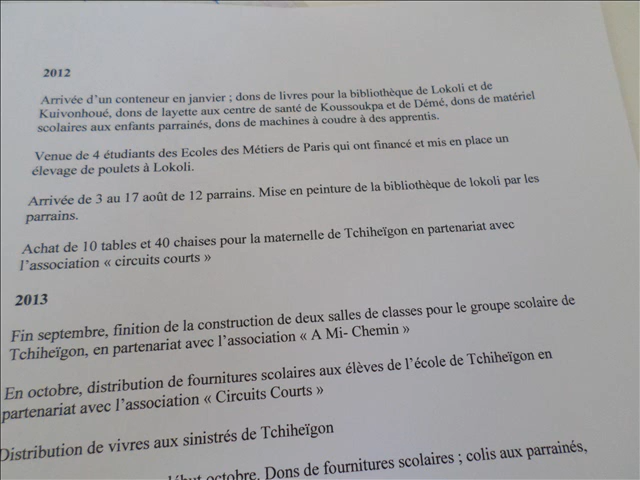 2012
Arrivée d'un conteneur en janvier ; dons de livres pour la bibliothèque de Lokoli et de
Kuivonhoué, dons de layette aux centre de santé de Koussoukpa et de Démé, dons de matériel
scolaires aux enfants parrainés, dons de machines à coudre à des apprentis.
Venue de 4 étudiants des Ecoles des Métiers de Paris qui ont financé et mis en place un
élevage de poulets à Lokoli.
Arrivée de 3 au 17 août de 12 parrains. Mise en peinture de la bibliothèque de lokoli par les
parrains.
Achat de 10 tables et 40 chaises pour la maternelle de Tchiheïgon en partenariat avec
l'association « circuits courts »
2013
Fin septembre, finition de la construction de deux salles de classes pour le groupe scolaire de
Tchiheïgon, en partenariat avec l'association « A Mi- Chemin »
En octobre, distribution de fournitures scolaires aux élèves de l'école de Tchiheïgon en
partenariat avec l'association « Circuits Courts »
Distribution de vivres aux sinistrés de Tchiheïgon
début octobre. Dons de fournitures scolaires ; colis aux parrainés,